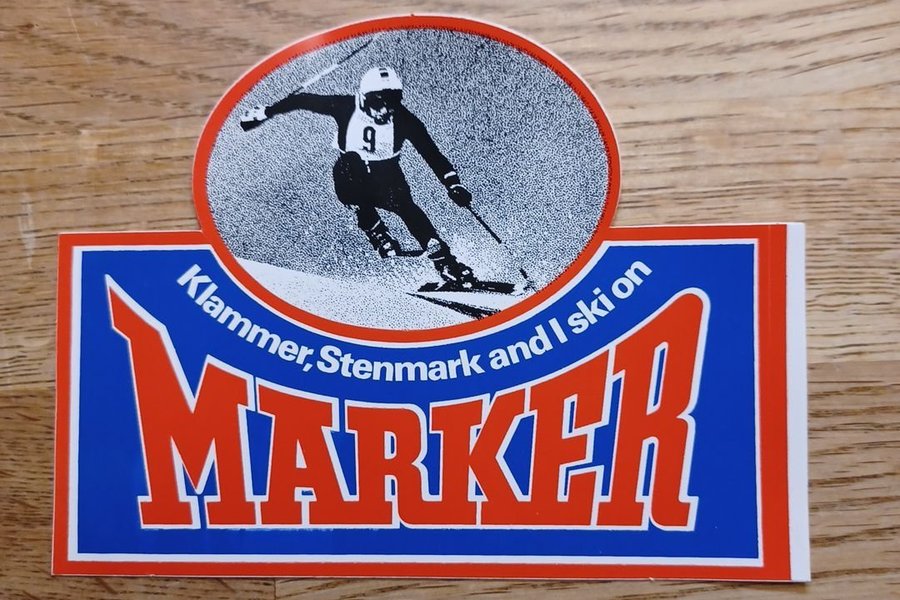 9
Klammer, Stenmark and I ski on
MARKER